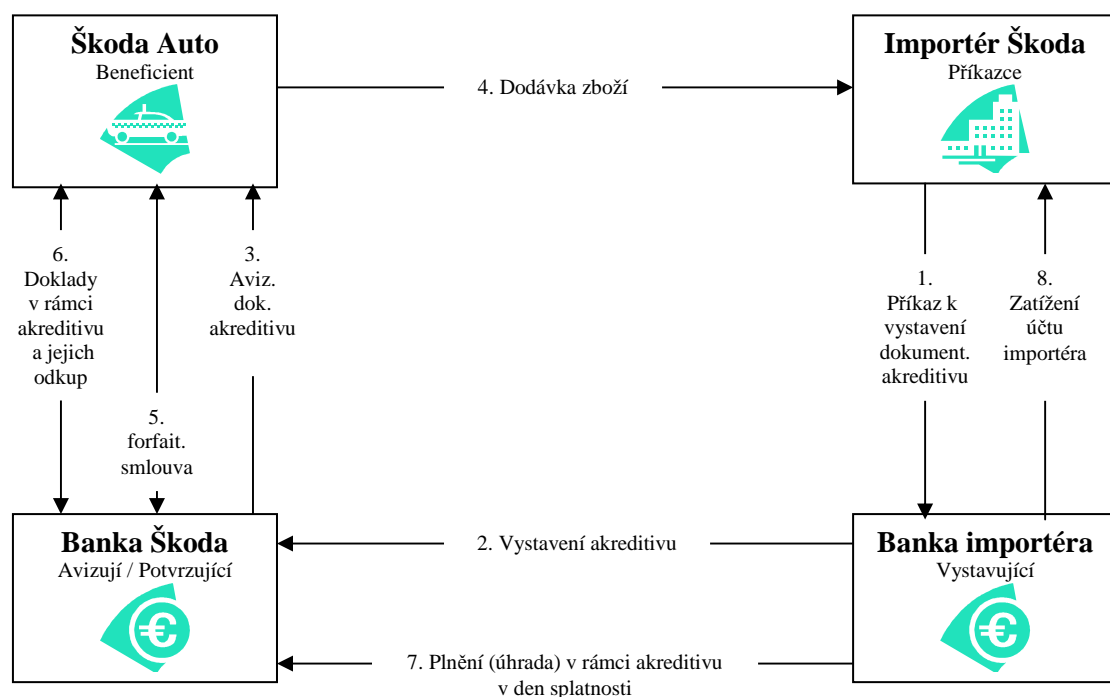 Škoda Auto
Beneficient
Importér Škoda
Příkazce
4. Dodávka zboží
6.
Doklady
v rámci
akreditivu
a jejich
odkup
3.
Aviz.
dok.
akreditivu
1.
Příkaz k
vystavení
dokument.
akreditivu
8.
Zatížení
účtu
importéra
5.
forfait.
smlouva
Banka Škoda
Avizují / Potvrzující
2. Vystavení akreditivu
Banka importéra
Vystavující
7. Plnění (úhrada) v rámci akreditivu
v den splatnosti